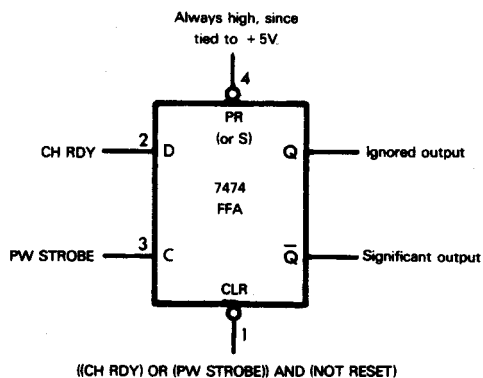 Always high, since
tied to + 5V.
4
PR
(or S)
CH RDY
2
D
Q
Ignored output
7474
FFA
PW STROBE
3
C
Q̅
Significant output
CLR
1
((CH RDY) OR (PW STROBE)) AND (NOT RESET)